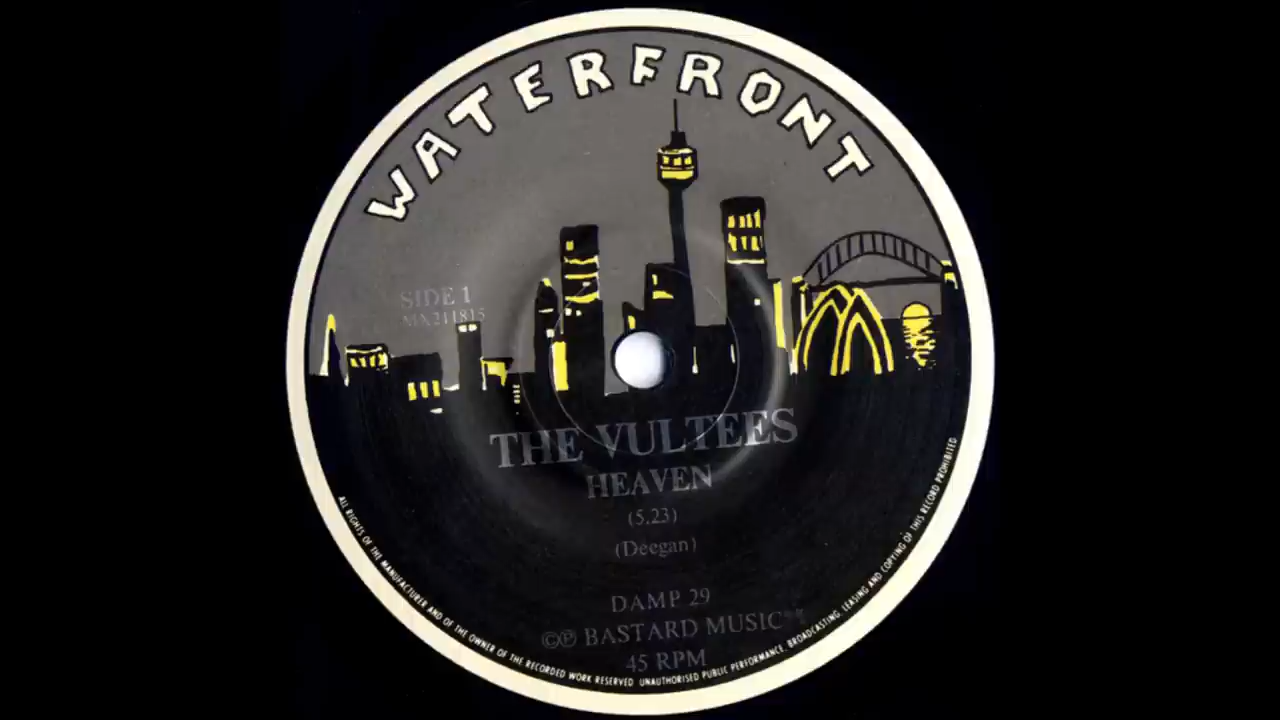 WATERFRONT
SIDE 1
MX211815
THE VULTEES
HEAVEN
(5.23)
(Deegan)
DAMP 29
©℗ BASTARD MUSIC
45 RPM
ALL RIGHTS OF THE MANUFACTURER AND OF THE OWNER OF THE RECORDED WORK RESERVED. UNAUTHORISED PUBLIC PERFORMANCE, BROADCASTING, LEASING AND COPYING OF THIS RECORD PROHIBITED